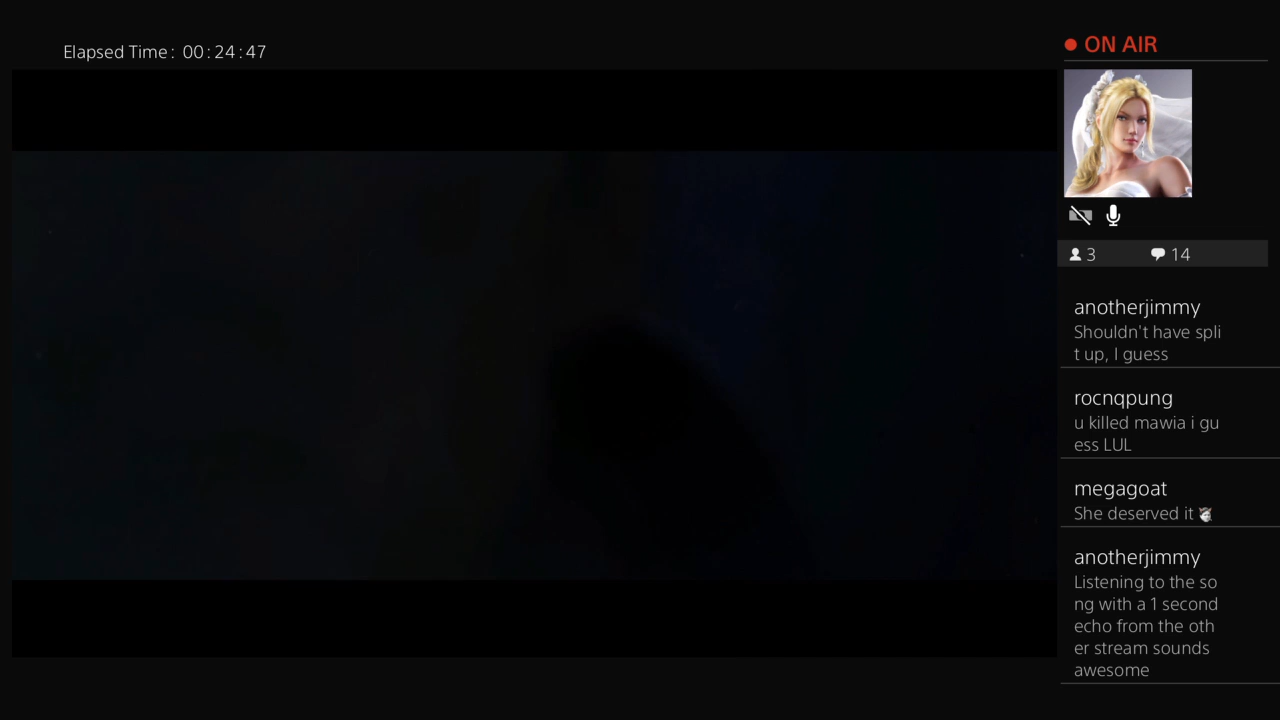 Elapsed Time: 00:24:47
ON AIR
3
14
anotherjimmy
Shouldn't have spli
t up, I guess
rocnqpung
u killed mawia i gu
ess LUL
megagoat
She deserved it
anotherjimmy
Listening to the so
ng with a 1 second
echo from the oth
er stream sounds
awesome